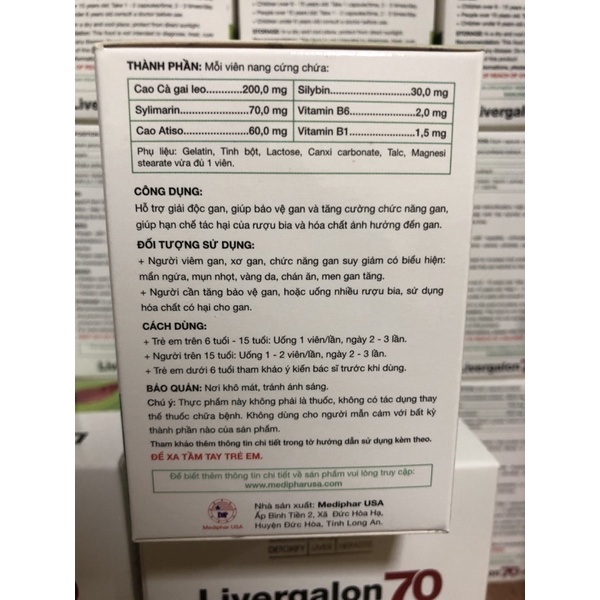 THÀNH PHẦN: Mỗi viên nang cứng chứa:
Cao Cà gai leo............200,0 mg
Silybin...........................30,0 mg
Sylimarin........................70,0 mg
Vitamin B6......................2,0 mg
Cao Atiso........................60,0 mg
Vitamin B1......................1,5 mg
Phụ liệu: Gelatin, Tinh bột, Lactose, Canxi carbonate, Talc, Magnesi
stearate vừa đủ 1 viên.
CÔNG DỤNG:
Hỗ trợ giải độc gan, giúp bảo vệ gan và tăng cường chức năng gan,
giúp hạn chế tác hại của rượu bia và hóa chất ảnh hưởng đến gan.
ĐỐI TƯỢNG SỬ DỤNG:
+ Người viêm gan, xơ gan, chức năng gan suy giảm có biểu hiện:
mẩn ngứa, mụn nhọt, vàng da, chán ăn, men gan tăng.
+ Người cần tăng bảo vệ gan, hoặc uống nhiều rượu bia, sử dụng
hóa chất có hại cho gan.
CÁCH DÙNG:
+ Trẻ em trên 6 tuổi - 15 tuổi: Uống 1 viên/lần, ngày 2 - 3 lần.
+ Người trên 15 tuổi: Uống 1 - 2 viên/lần, ngày 2 - 3 lần.
+ Trẻ em dưới 6 tuổi tham khảo ý kiến bác sĩ trước khi dùng.
BẢO QUẢN: Nơi khô mát, tránh ánh sáng.
Chú ý: Thực phẩm này không phải là thuốc, không có tác dụng thay
thế thuốc chữa bệnh. Không dùng cho người mẫn cảm với bất kỳ
thành phần nào của sản phẩm.
Tham khảo thêm thông tin chi tiết trong tờ hướng dẫn sử dụng kèm theo.
ĐỂ XA TẦM TAY TRẺ EM.
Để biết thêm thông tin chi tiết về sản phẩm vui lòng truy cập:
www.medipharusa.com
Mediphar USA
Nhà sản xuất: Mediphar USA
Ấp Bình Tiền 2, Xã Đức Hòa Hạ,
Huyện Đức Hòa, Tỉnh Long An.
Livergalon 70